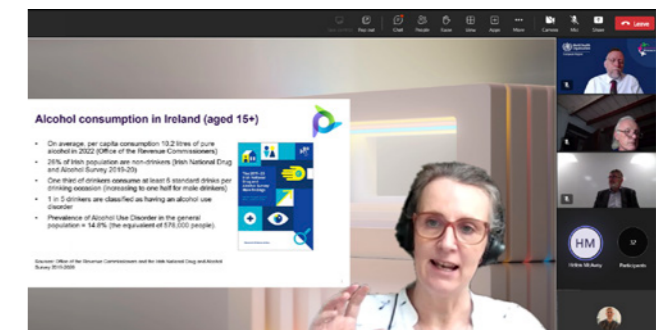 Pop out
Chat
People
Raise
View
Apps
More
Camera
Mic
Share
Leave
World Health
Organization
Alcohol consumption in Ireland (aged 15+)
• On average, per capita consumption 10.2 litres of pure
alcohol in 2022 (Office of the Revenue Commissioners)
• 26% of Irish population are non-drinkers (Irish National Drug
and Alcohol Survey 2019-20)
• One third of drinkers consume at least 6 standard drinks per
drinking occasion (increasing to one half for male drinkers)
• 1 in 5 drinkers are classified as having an alcohol use
disorder
• Prevalence of Alcohol Use Disorder in the general
population = 14.8% (the equivalent of 578,000 people).
Sources: Office of the Revenue Commissioners and the Irish National Drug and Alcohol
Survey 2019-2020
HM
Participants